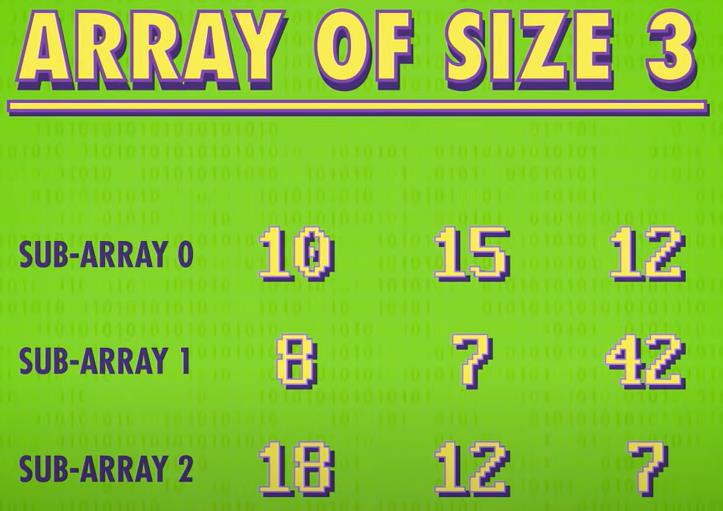 ARRAY OF SIZE 3
SUB-ARRAY 0 10 15 12
SUB-ARRAY 1 8 7 42
SUB-ARRAY 2 18 12 7